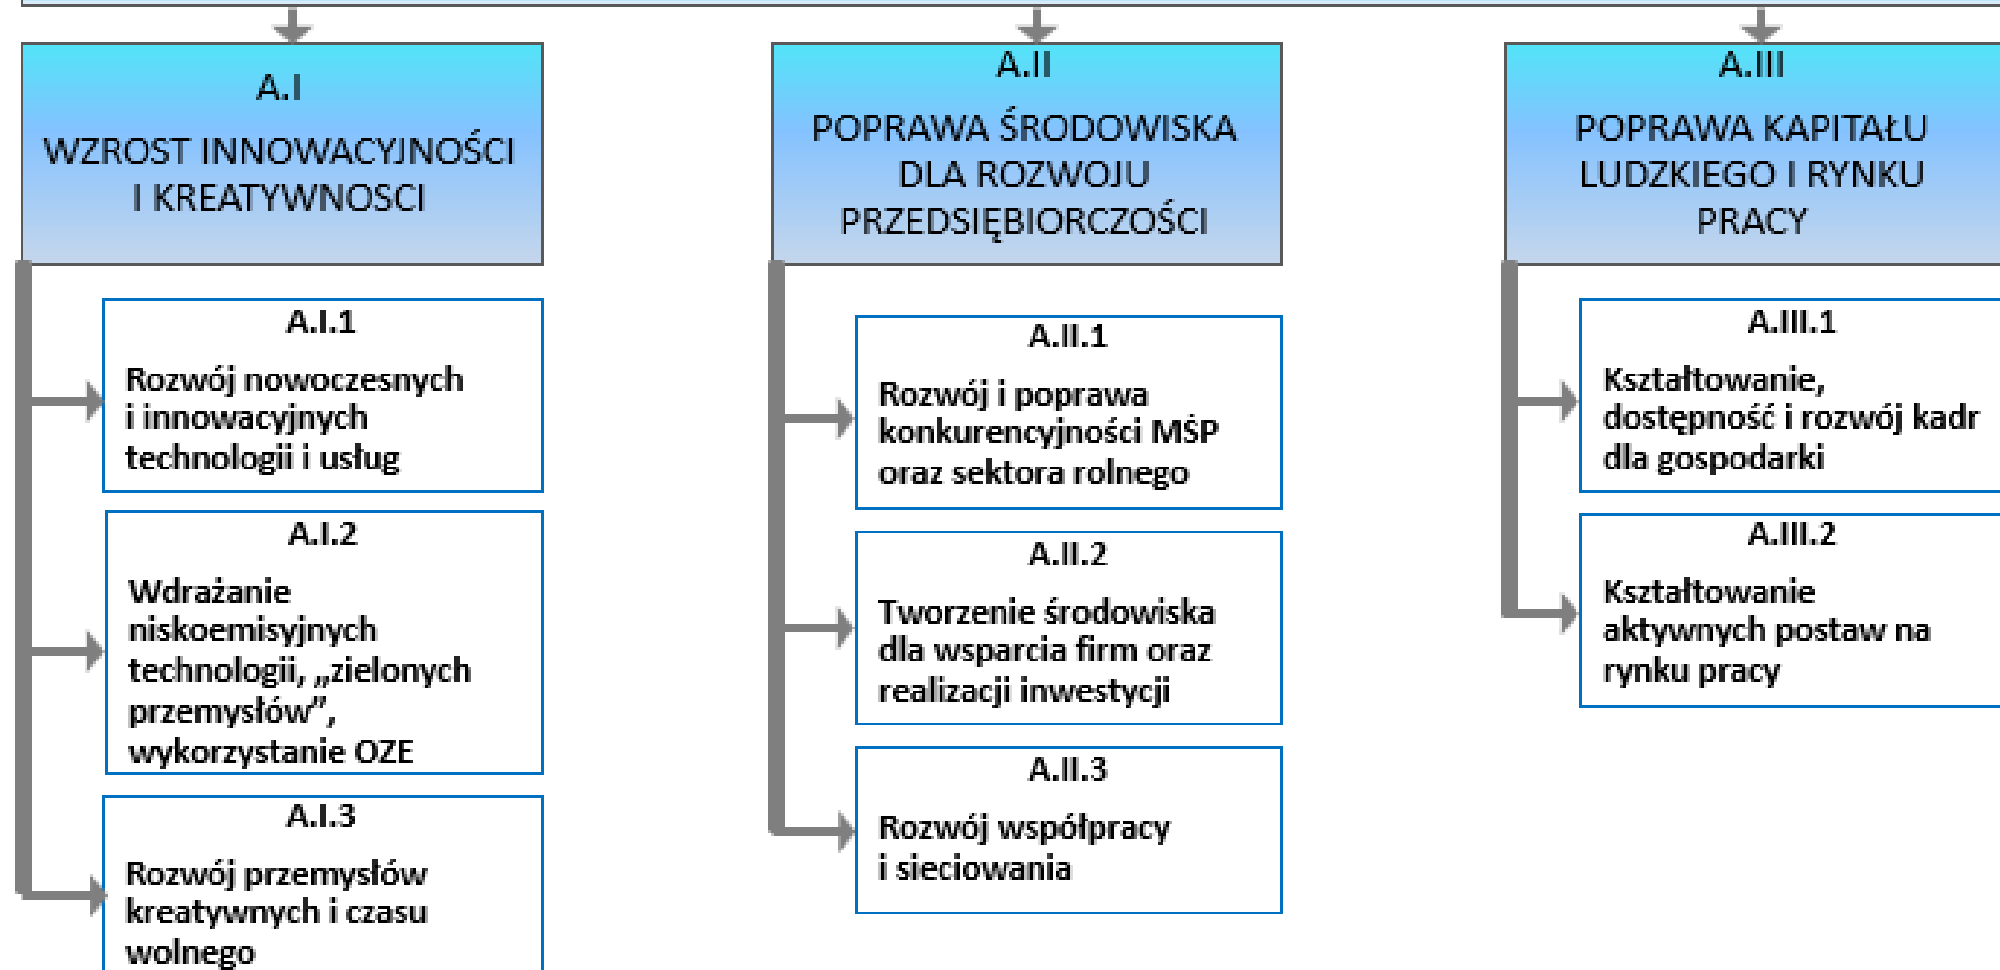 A.I
WZROST INNOWACYJNOŚCI
I KREATYWNOSCI
A.I.1
Rozwój nowoczesnych
i innowacyjnych
technologii i usług
A.I.2
Wdrażanie
niskoemisyjnych
technologii, „zielonych
przemysłów”,
wykorzystanie OZE
A.I.3
Rozwój przemysłów
kreatywnych i czasu
wolnego
A.II
POPRAWA ŚRODOWISKA
DLA ROZWOJU
PRZEDSIĘBIORCZOŚCI
A.II.1
Rozwój i poprawa
konkurencyjności MŚP
oraz sektora rolnego
A.II.2
Tworzenie środowiska
dla wsparcia firm oraz
realizacji inwestycji
A.II.3
Rozwój współpracy
i sieciowania
A.III
POPRAWA KAPITAŁU
LUDZKIEGO I RYNKU
PRACY
A.III.1
Kształtowanie,
dostępność i rozwój kadr
dla gospodarki
A.III.2
Kształtowanie
aktywnych postaw na
rynku pracy